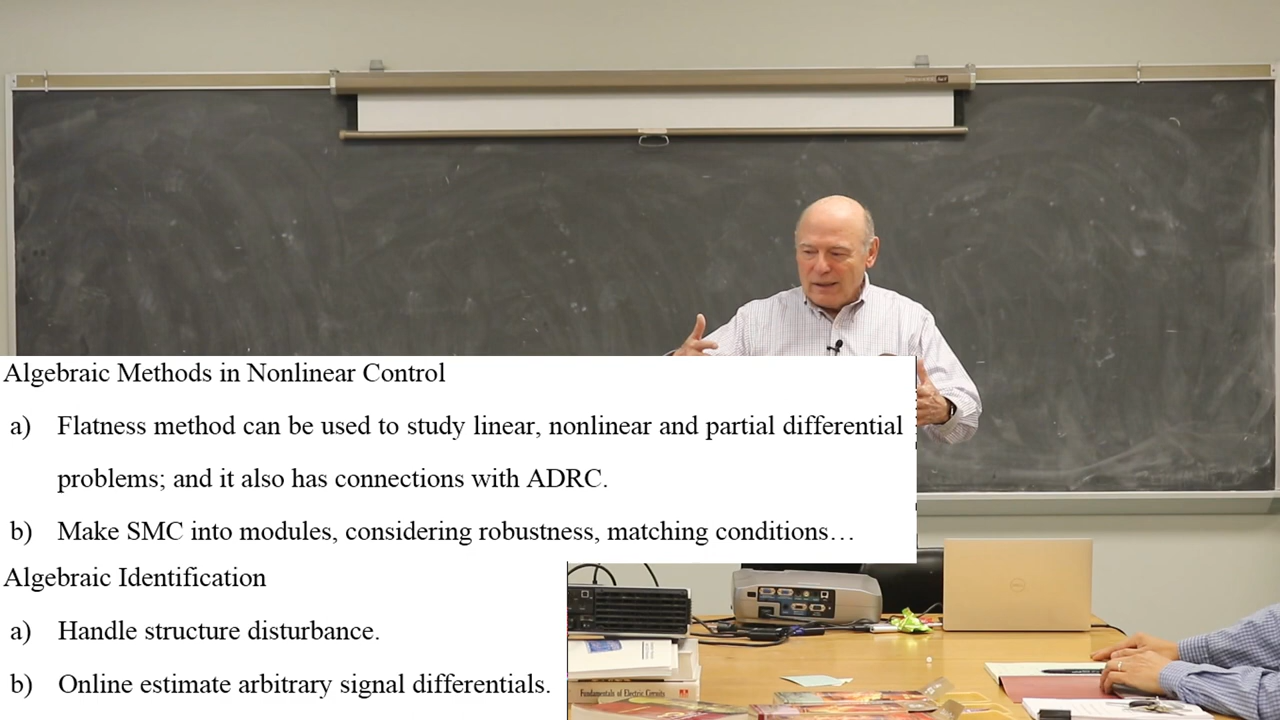 Algebraic Methods in Nonlinear Control
a) Flatness method can be used to study linear, nonlinear and partial differential
problems; and it also has connections with ADRC.
b) Make SMC into modules, considering robustness, matching conditions…
Algebraic Identification
a) Handle structure disturbance.
b) Online estimate arbitrary signal differentials.
Fundamentals of Electric Circuits
DELL